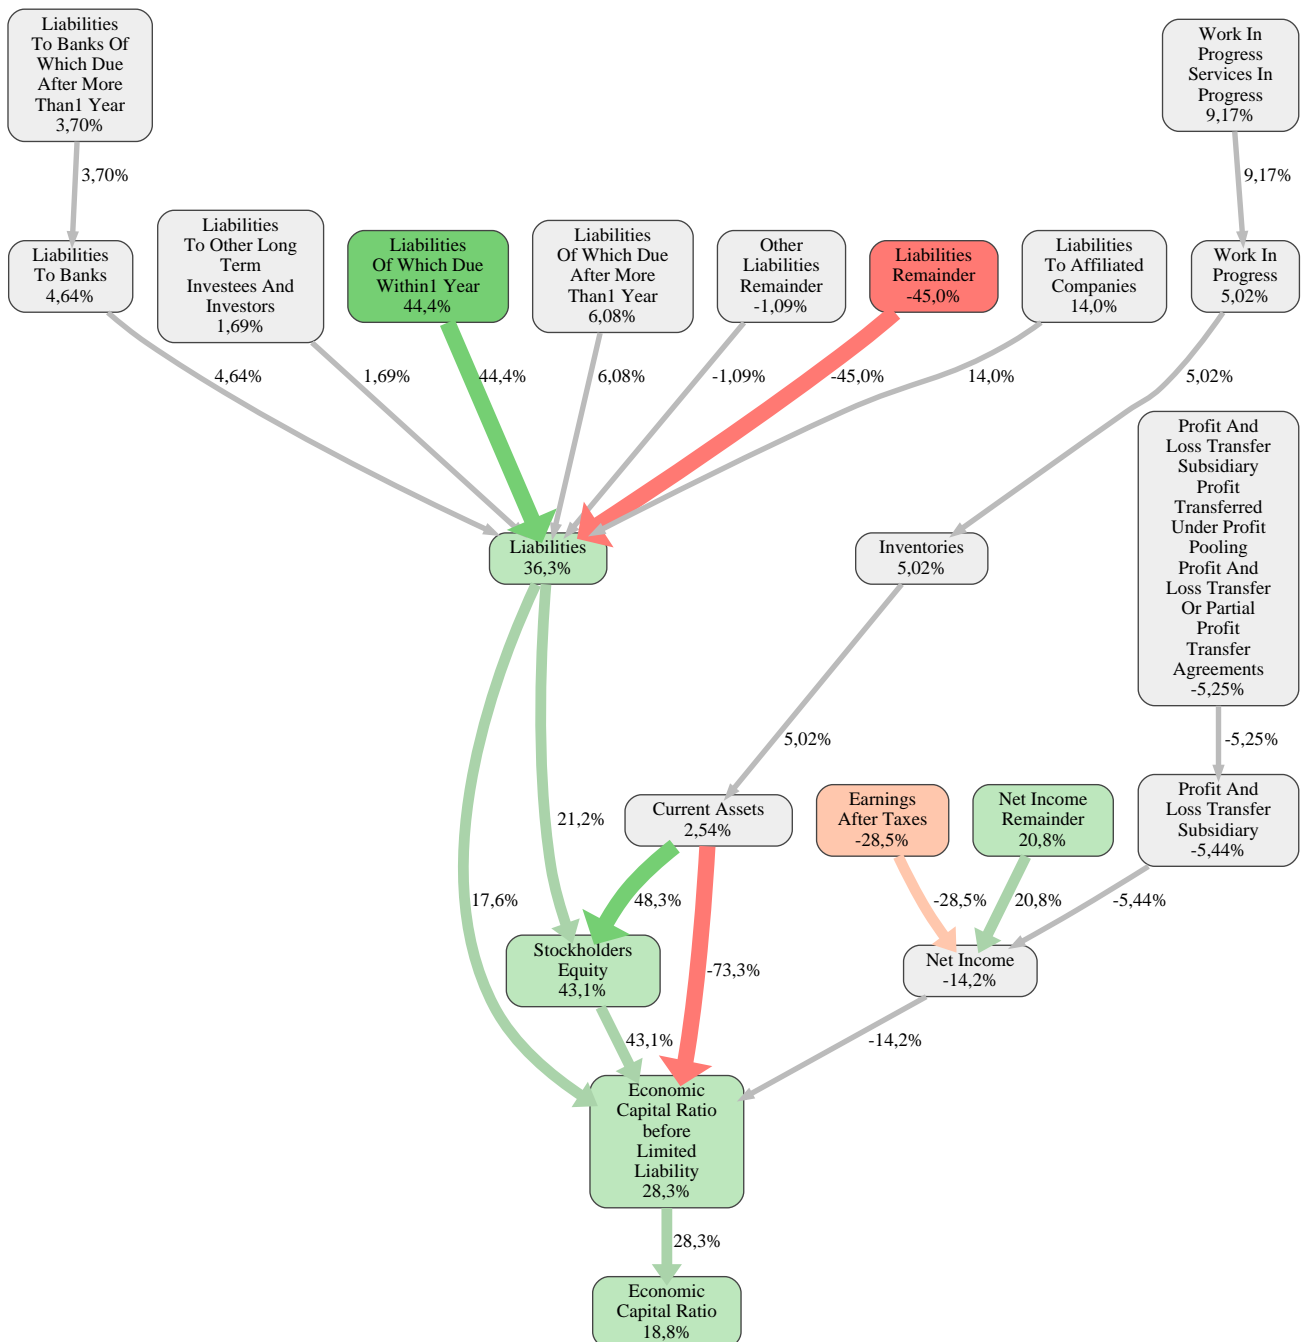 Liabilities
To Banks Of
Which Due
After More
Than1 Year
3,70%
Work In
Progress
Services In
Progress
9,17%
3,70%
9,17%
Liabilities
To Banks
4,64%
Liabilities
To Other Long
Term
Investees And
Investors
1,69%
Liabilities
Of Which Due
Within1 Year
44,4%
Liabilities
Of Which Due
After More
Than1 Year
6,08%
Other
Liabilities
Remainder
-1,09%
Liabilities
Remainder
-45,0%
Liabilities
To Affiliated
Companies
14,0%
Work In
Progress
5,02%
4,64%
1,69%
44,4%
6,08%
-1,09%
-45,0%
14,0%
5,02%
Profit And
Loss Transfer
Subsidiary
Profit
Transferred
Under Profit
Pooling
Profit And
Loss Transfer
Or Partial
Profit
Transfer
Agreements
-5,25%
Liabilities
36,3%
Inventories
5,02%
5,02%
-5,25%
Current Assets
2,54%
Earnings
After Taxes
-28,5%
Net Income
Remainder
20,8%
Profit And
Loss Transfer
Subsidiary
-5,44%
21,2%
17,6%
48,3%
-73,3%
-28,5%
20,8%
-5,44%
Stockholders
Equity
43,1%
Net Income
-14,2%
43,1%
-14,2%
Economic
Capital Ratio
before
Limited
Liability
28,3%
28,3%
Economic
Capital Ratio
18,8%